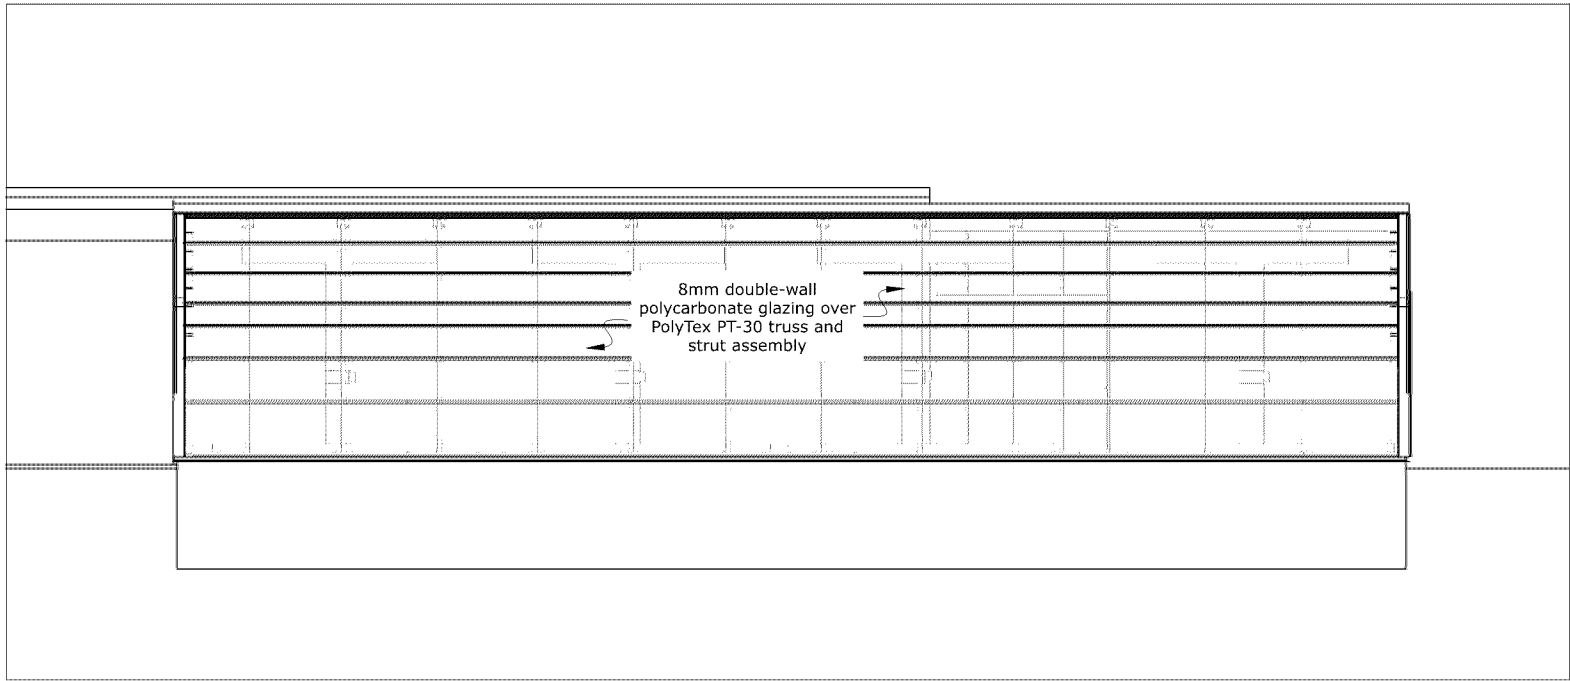 8mm double-wall
polycarbonate glazing over
PolyTex PT-30 truss and
strut assembly